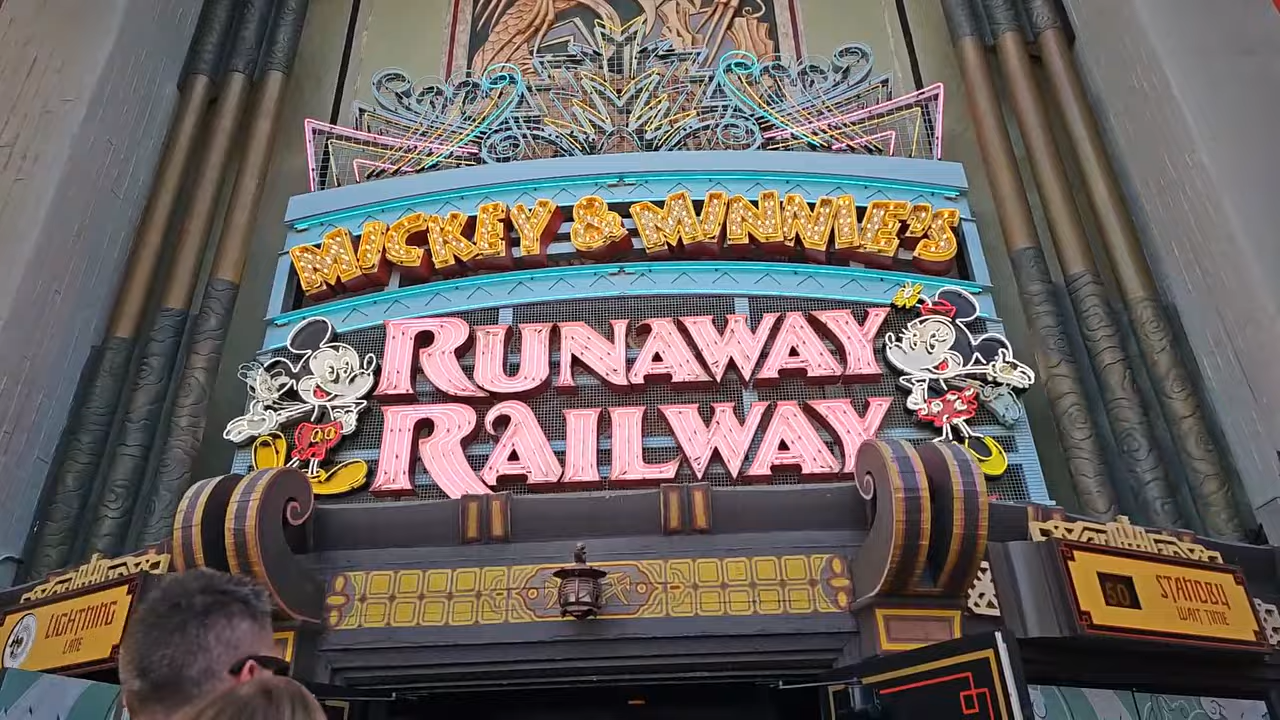 MICKEY & MINNIE'S
RUNAWAY
RAILWAY
LIGHTNING
LANE
50
STANDBY
WAIT TIME